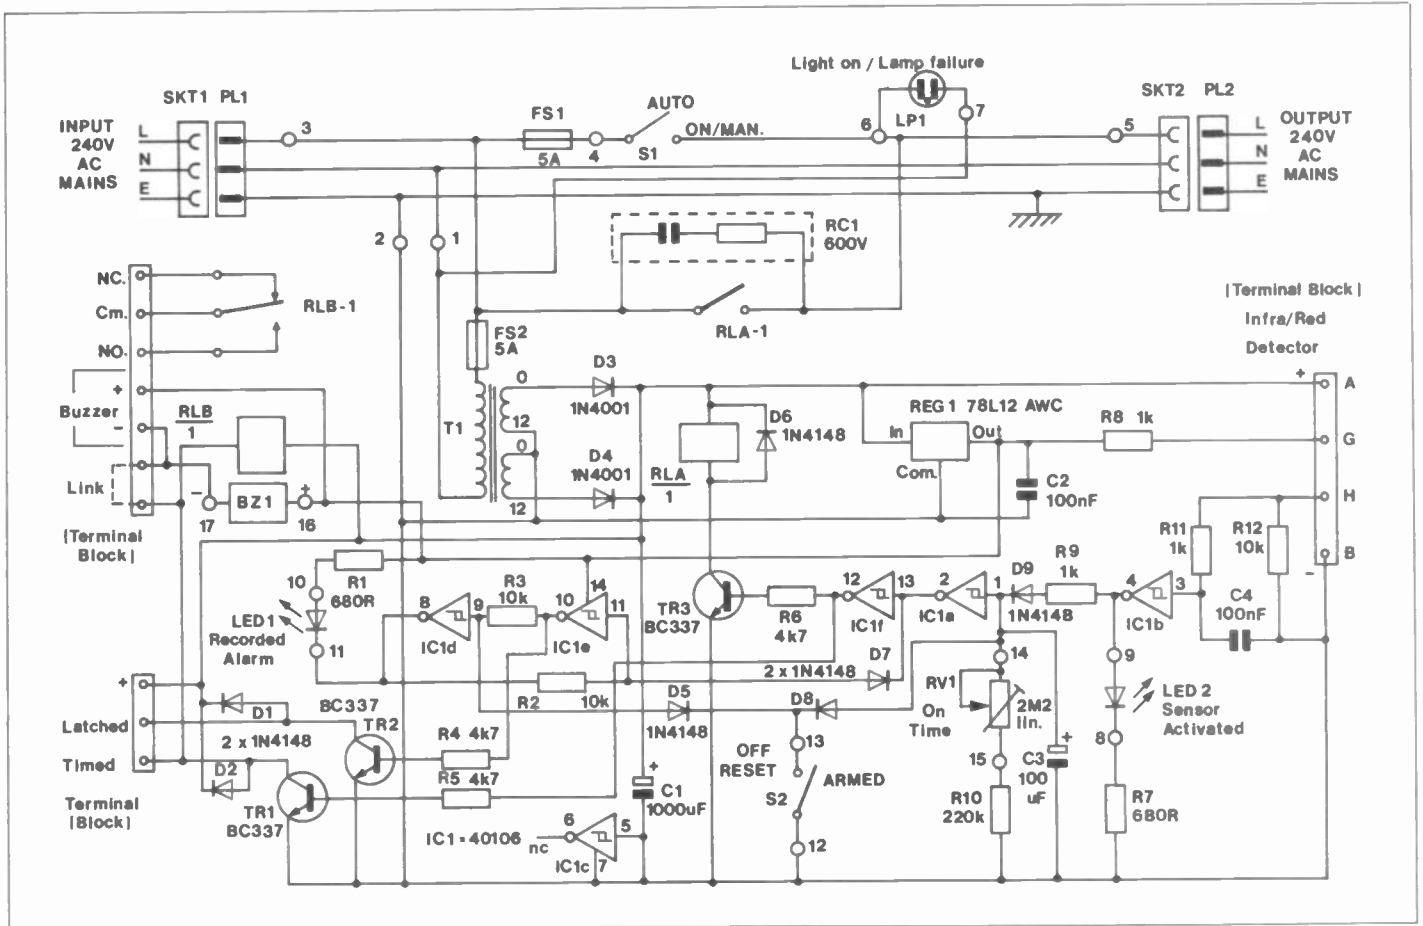 Light on / Lamp failure
SKT1 PL1
SKT2 PL2
INPUT
240V
AC
MAINS
L
N
E
3
FS1
5A
4
AUTO
S1
ON/MAN.
6
LP1
7
5
L
N
E
OUTPUT
240V
AC
MAINS
2
1
RC1
600V
NC.
Cm.
NO.
RLB-1
RLA-1
|Terminal Block|
Infra/Red
Detector
FS2
5A
+
Buzzer
-
Link
RLB
1
-
BZ1
+
17
16
|Terminal
Block|
T1
0
12
0
12
D3
1N4001
D4
1N4001
RLA
1
D6
1N4148
REG1 78L12 AWC
In
Out
Com.
C2
100nF
R8 1k
+
A
G
H
B
-
R11
1k
R12
10k
C4
100nF
10
R1
680R
LED1
Recorded
Alarm
11
8
IC1d
9
R3
10k
10
14
11
IC1e
TR3
BC337
R6
4k7
12
13
IC1f
2
1
IC1a
D9
1N4148
R9
1k
4
3
IC1b
R2
10k
2 x 1N4148
D7
D5
1N4148
D8
14
RV1
On
Time
2M2
lin.
15
R10
220k
+
C3
100
uF
9
LED 2
Sensor
Activated
8
R7
680R
+
Latched
Timed
Terminal
|Block|
D1
2 x 1N4148
D2
BC337
TR2
TR1
BC337
R4 4k7
R5 4k7
+
C1
1000uF
IC1 = 40106
6
nc
5
IC1c
7
OFF
RESET
13
ARMED
S2
12